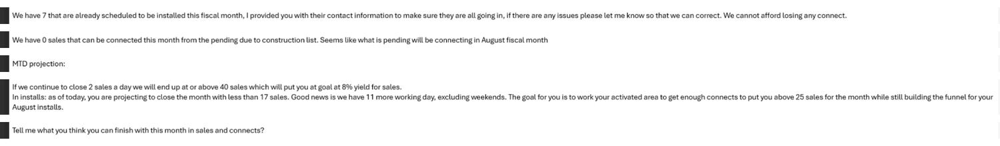 We have 7 that are already scheduled to be installed this fiscal month, I provided you with their contact information to make sure they are all going in, if there are any issues please let me know so that we can correct. We cannot afford losing any connect.
We have 0 sales that can be connected this month from the pending due to construction list. Seems like what is pending will be connecting in August fiscal month
MTD projection:
If we continue to close 2 sales a day we will end up at or above 40 sales which will put you at goal at 8% yield for sales.
In installs: as of today, you are projecting to close the month with less than 17 sales. Good news is we have 11 more working day, excluding weekends. The goal for you is to work your activated area to get enough connects to put you above 25 sales for the month while still building the funnel for your
August installs.
Tell me what you think you can finish with this month in sales and connects?